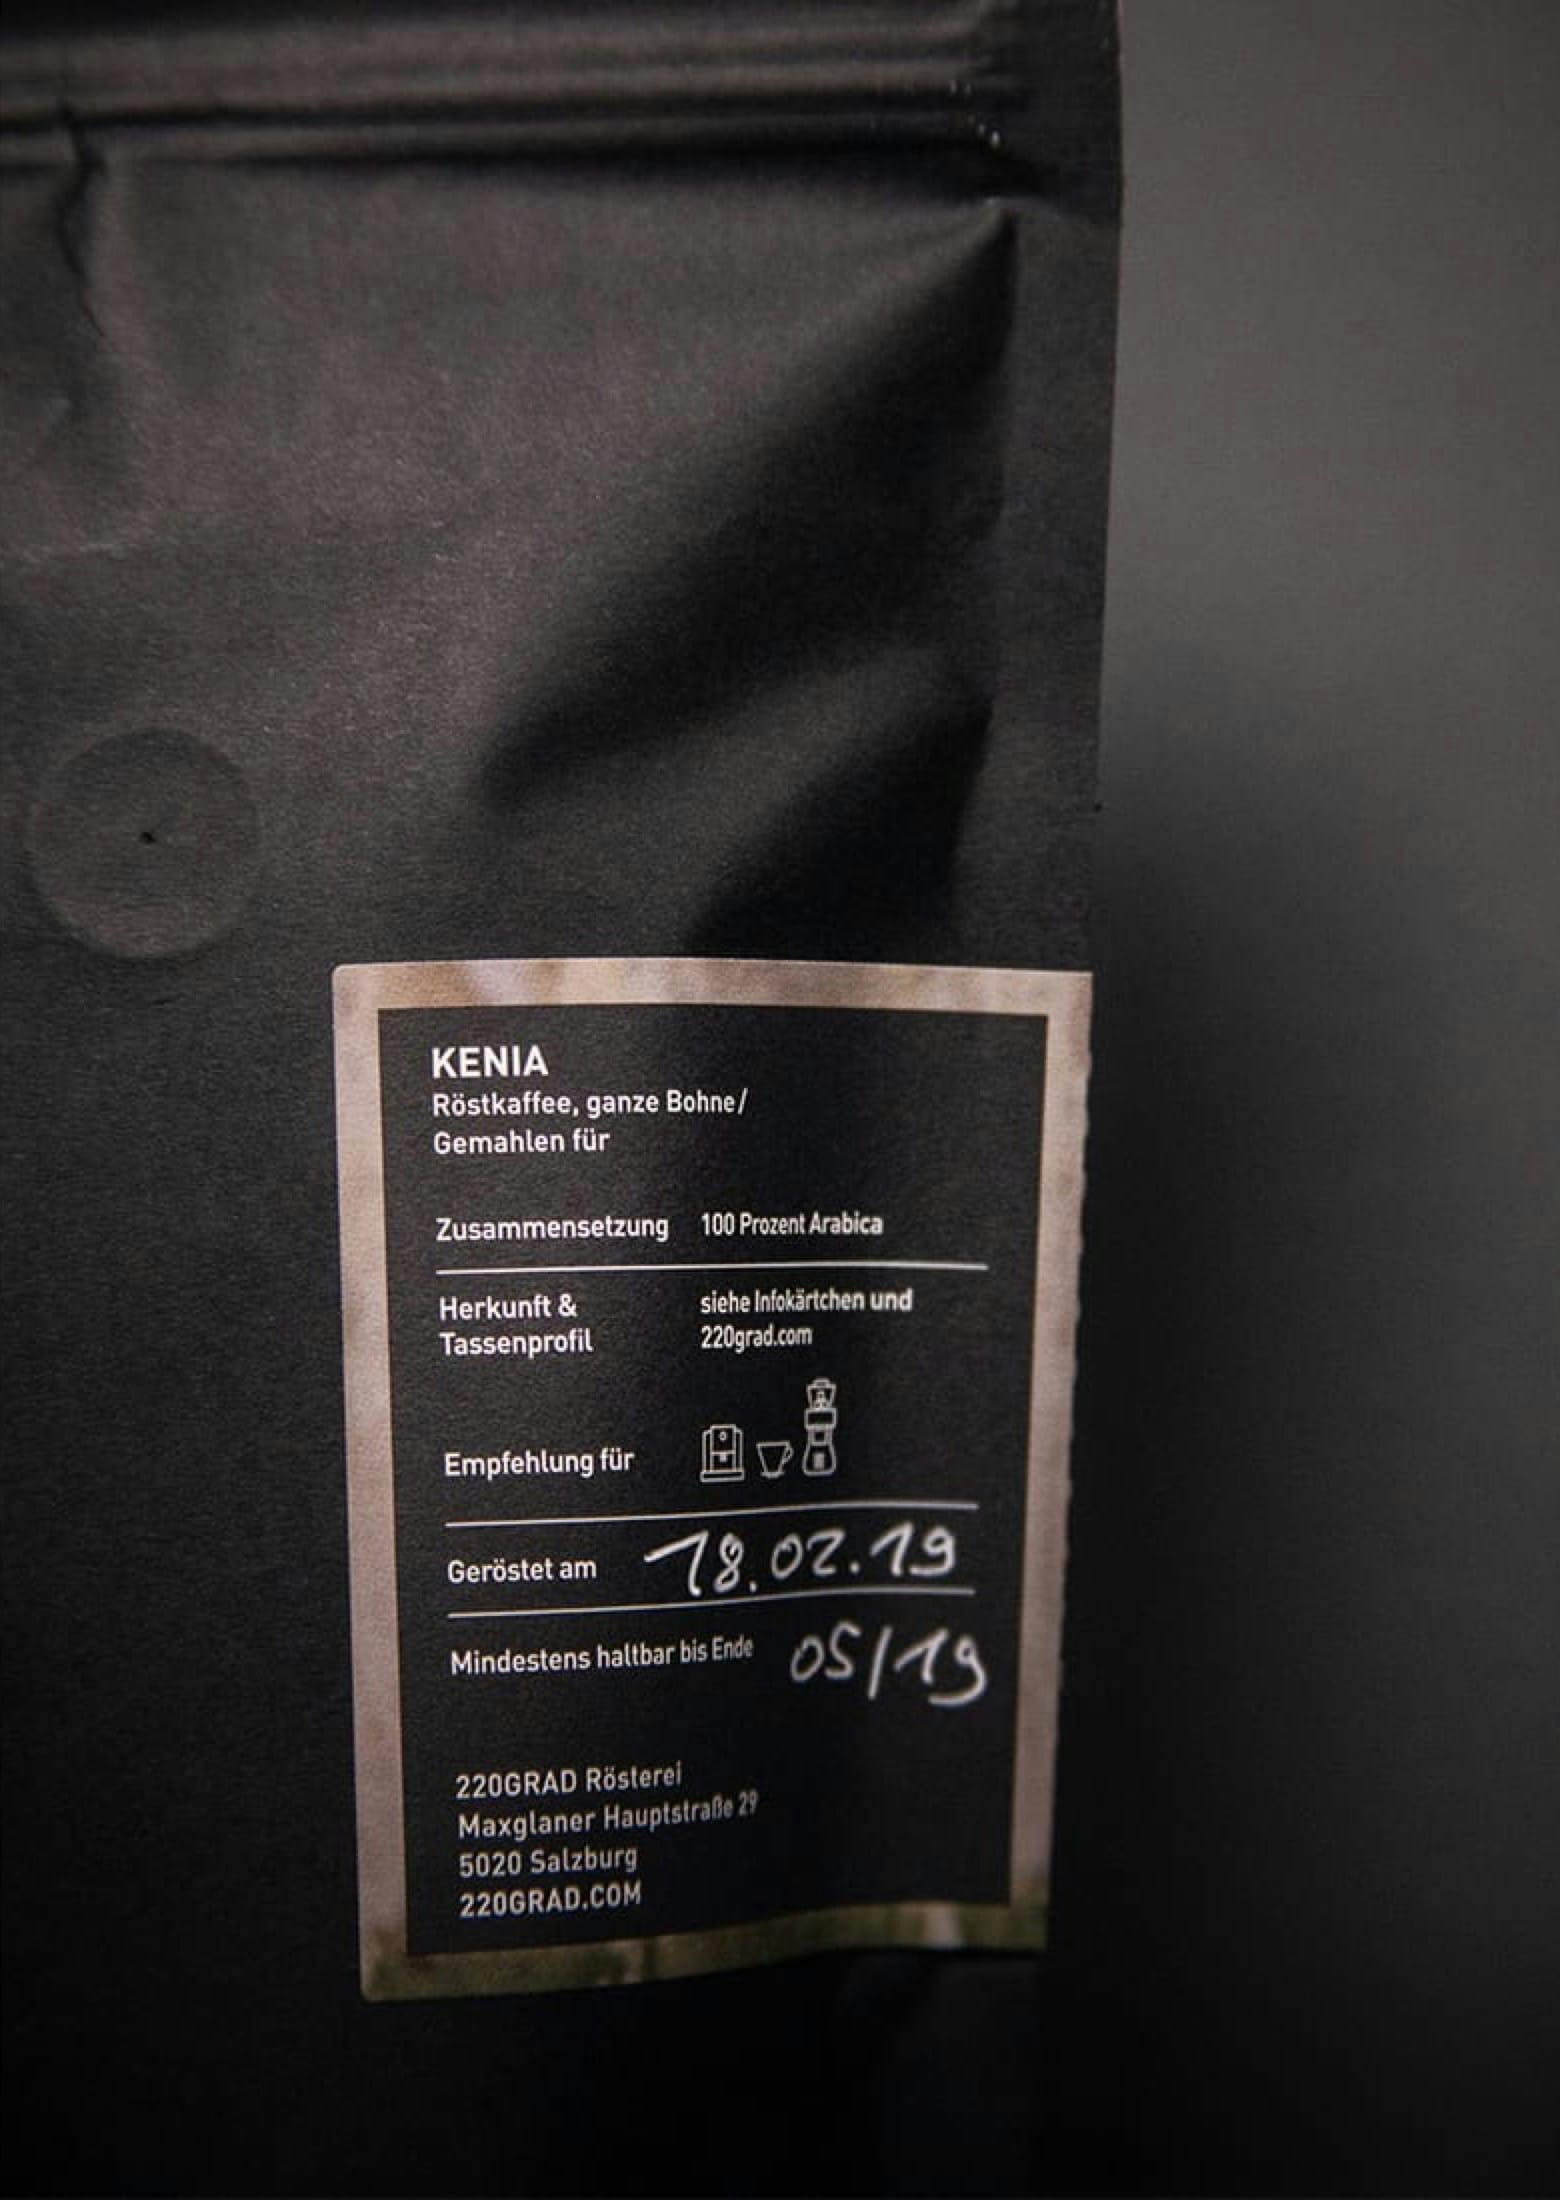 KENIA
Röstkaffee, ganze Bohne/
Gemahlen für
Zusammensetzung 100 Prozent Arabica
Herkunft & siehe Infokärtchen und
Tassenprofil 220grad.com
Empfehlung für
Geröstet am 18.02.19
Mindestens haltbar bis Ende 05/19
220GRAD Rösterei
Maxglaner Hauptstraße 29
5020 Salzburg
220GRAD.COM